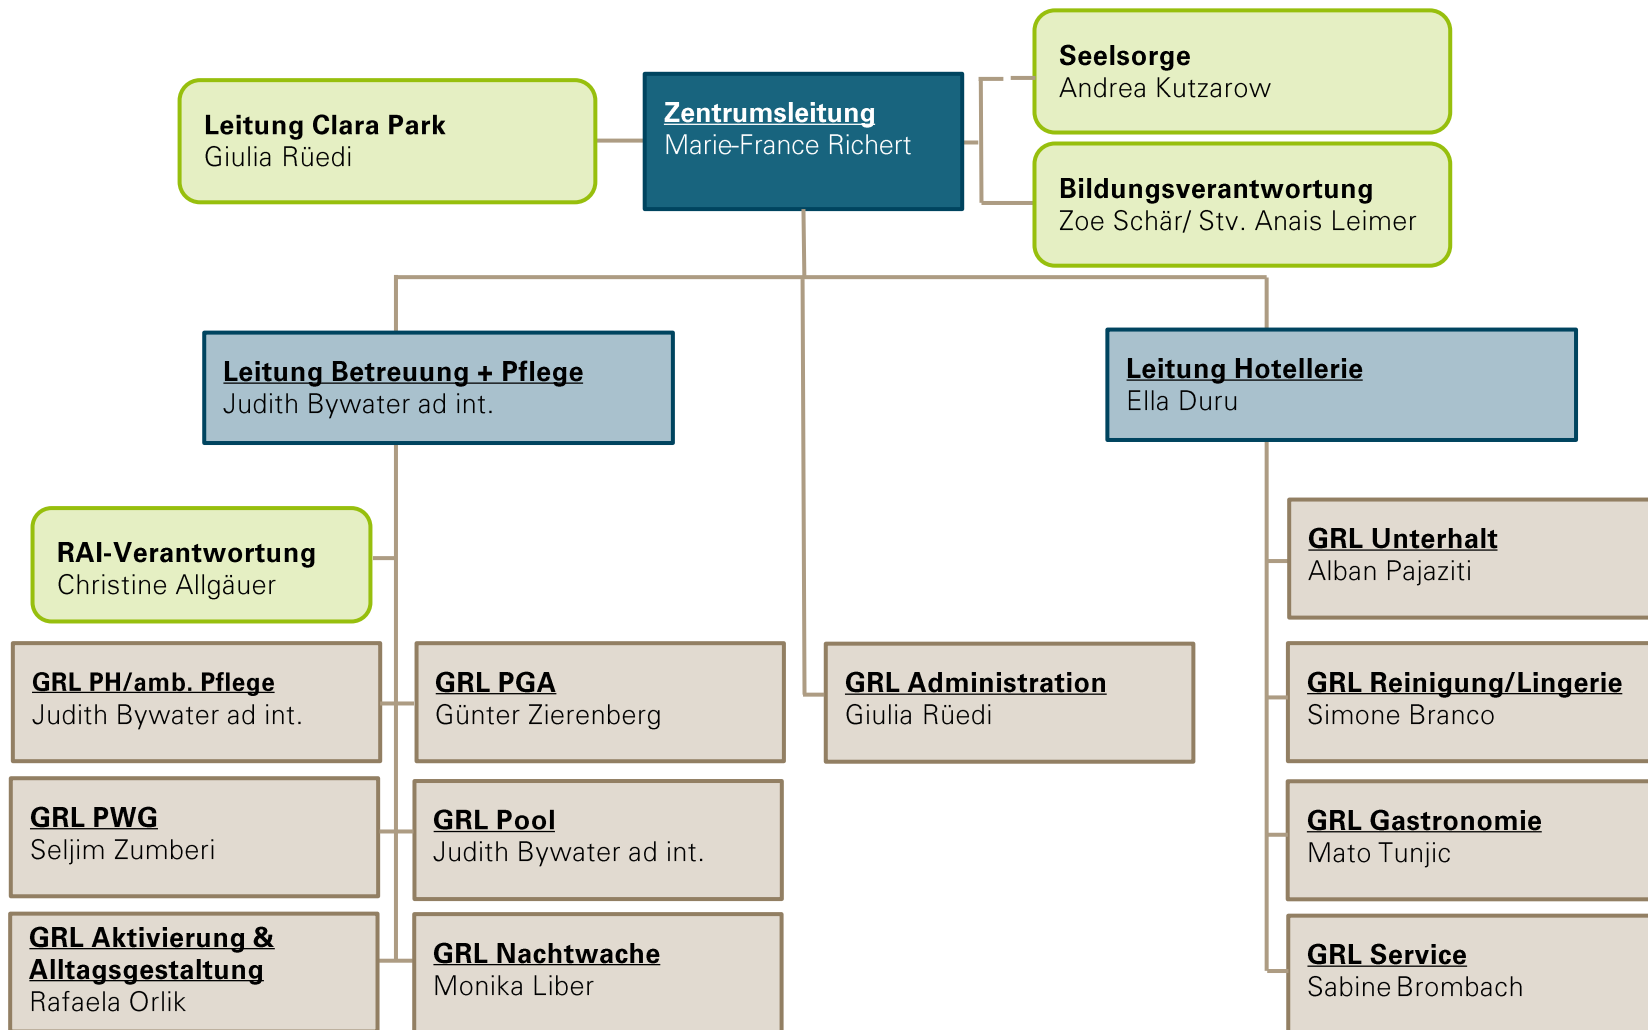 Seelsorge
Andrea Kutzarow
Leitung Clara Park
Giulia Rüedi
Zentrumsleitung
Marie-France Richert
Bildungsverantwortung
Zoe Schär/ Stv. Anais Leimer
Leitung Betreuung + Pflege
Judith Bywater ad int.
Leitung Hotellerie
Ella Duru
RAI-Verantwortung
Christine Allgäuer
GRL Unterhalt
Alban Pajaziti
GRL PH/amb. Pflege
Judith Bywater ad int.
GRL PGA
Günter Zierenberg
GRL Administration
Giulia Rüedi
GRL Reinigung/Lingerie
Simone Branco
GRL PWG
Seljim Zumberi
GRL Pool
Judith Bywater ad int.
GRL Gastronomie
Mato Tunjic
GRL Aktivierung &
Alltagsgestaltung
Rafaela Orlik
GRL Nachtwache
Monika Liber
GRL Service
Sabine Brombach